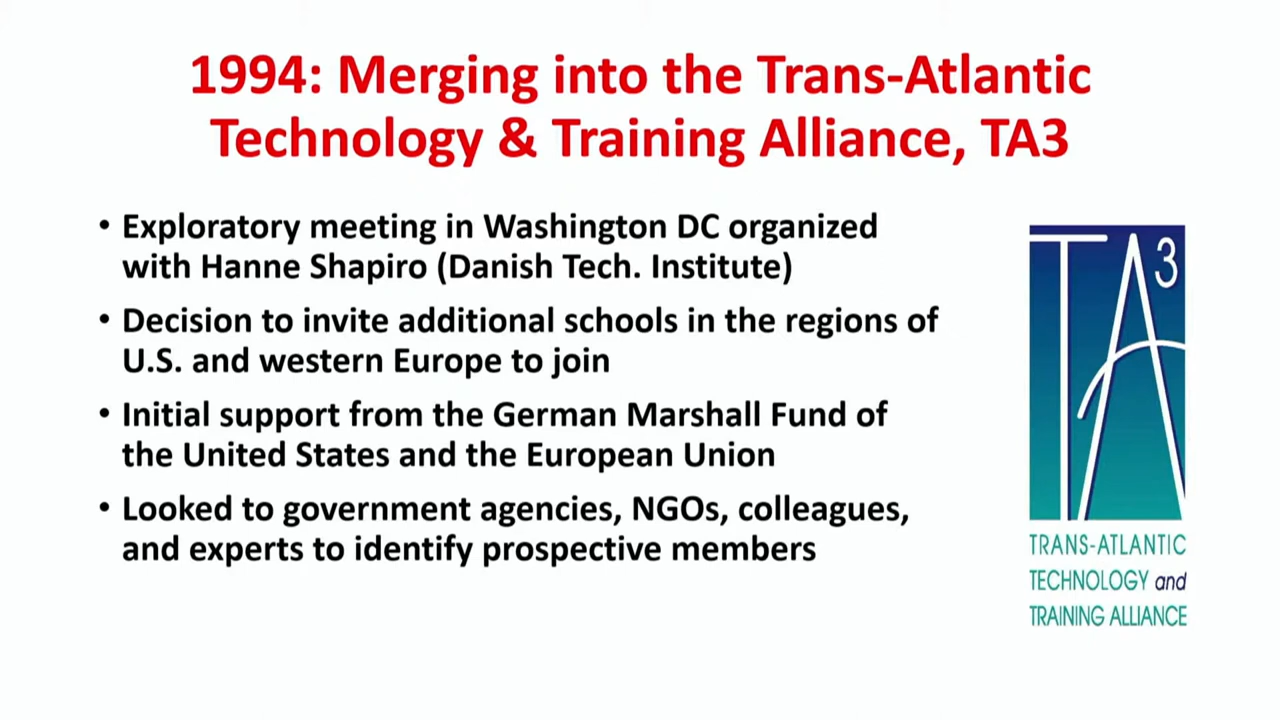 1994: Merging into the Trans-Atlantic
Technology & Training Alliance, TA3
• Exploratory meeting in Washington DC organized
with Hanne Shapiro (Danish Tech. Institute)
• Decision to invite additional schools in the regions of
U.S. and western Europe to join
• Initial support from the German Marshall Fund of
the United States and the European Union
• Looked to government agencies, NGOs, colleagues,
and experts to identify prospective members
TA3
TRANS-ATLANTIC
TECHNOLOGY and
TRAINING ALLIANCE